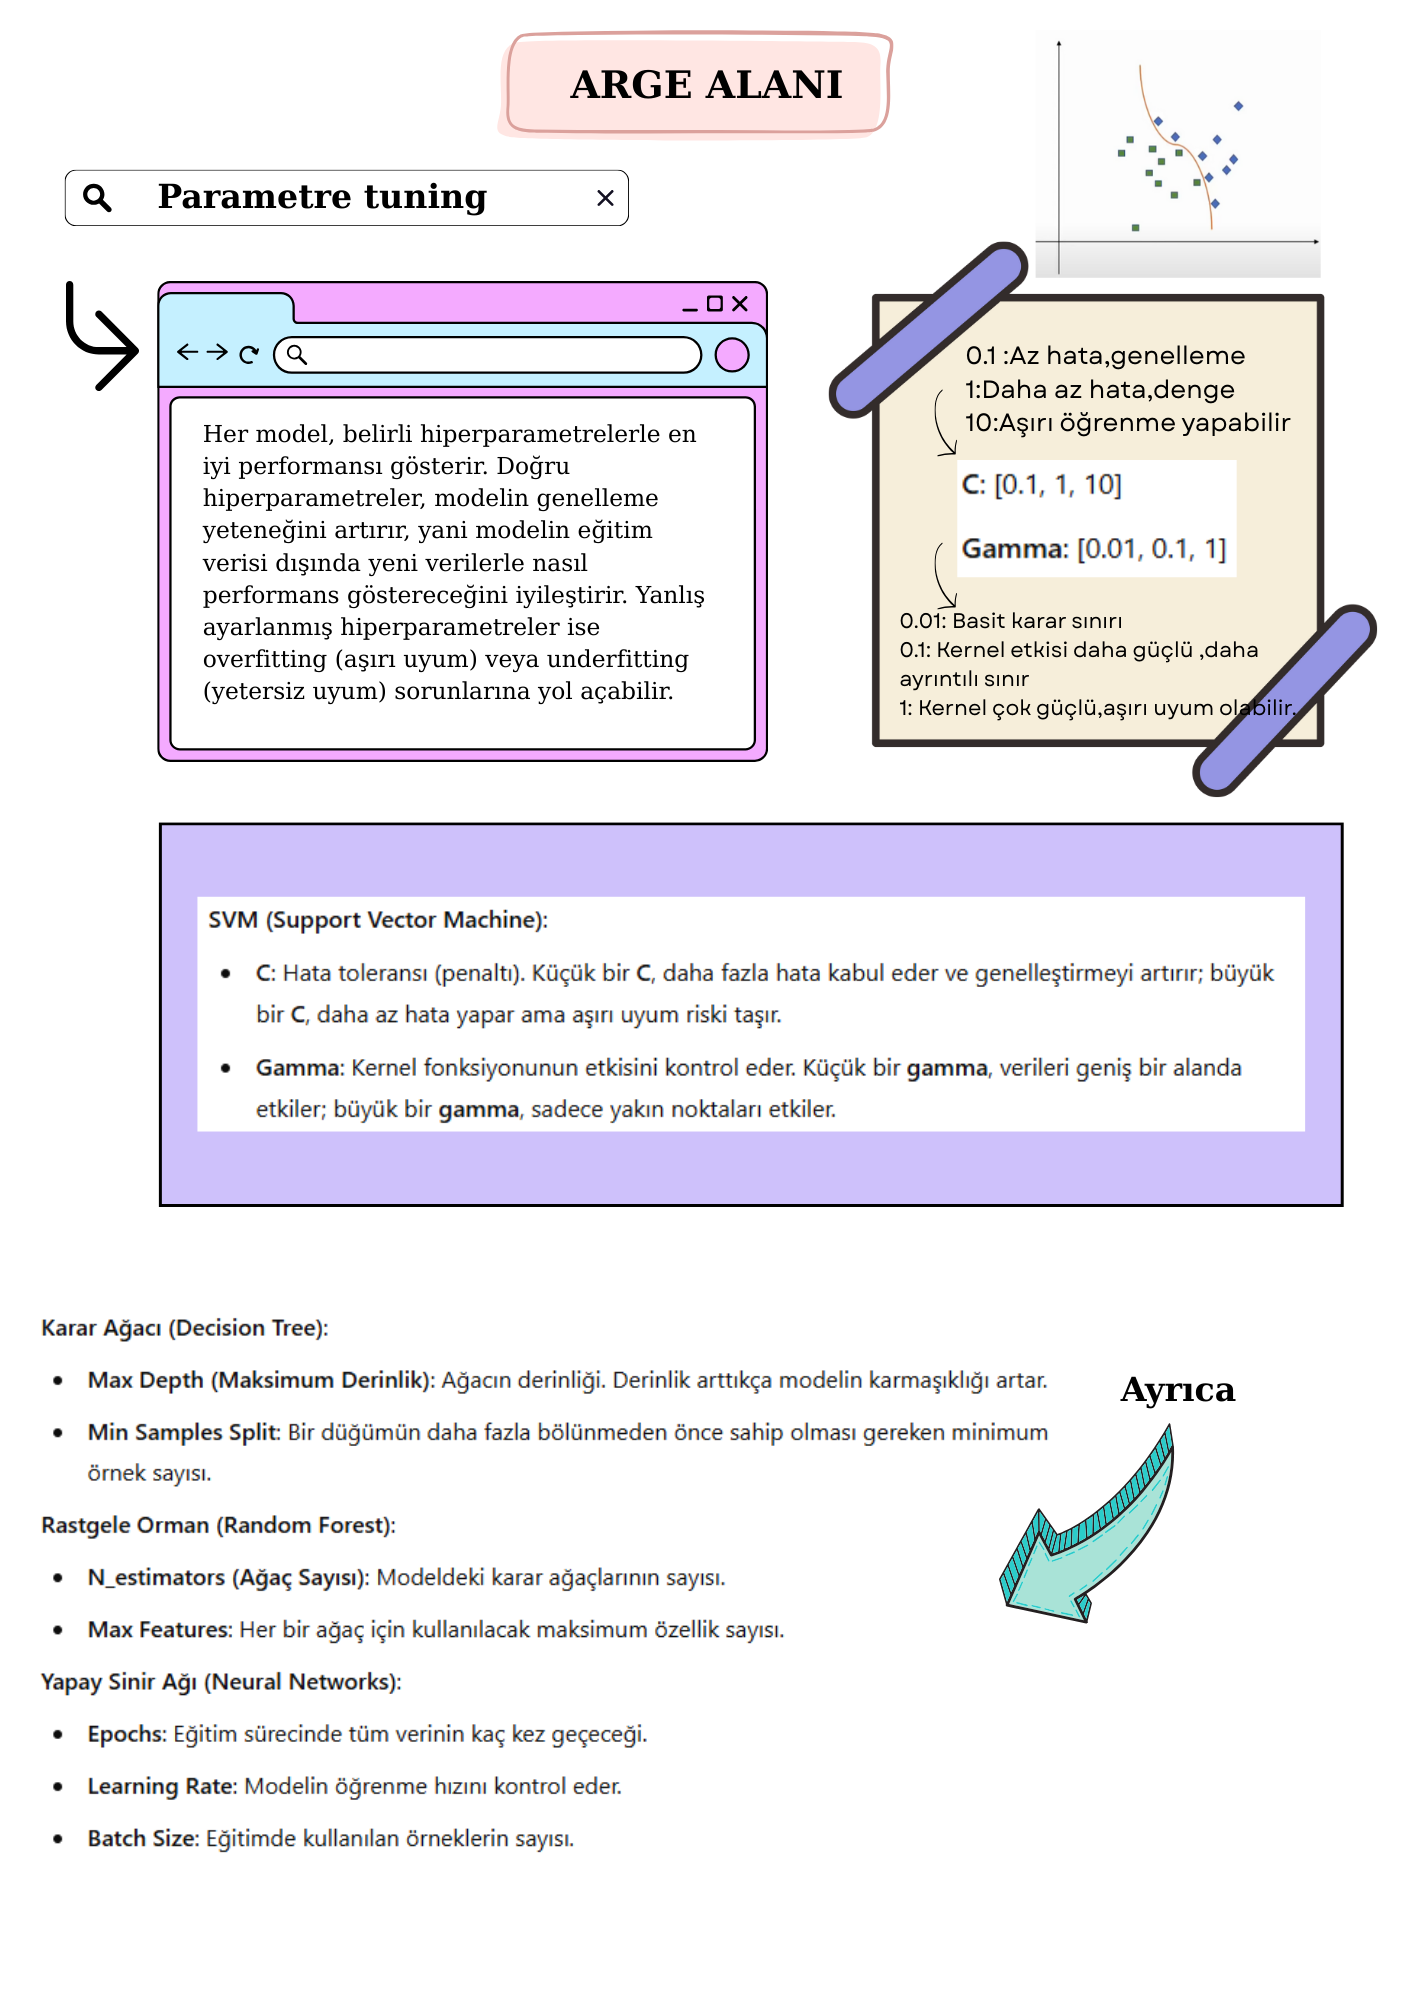 ARGE ALANI
Parametre tuning
Her model, belirli hiperparametrelerle en
iyi performansı gösterir. Doğru
hiperparametreler, modelin genelleme
yeteneğini artırır, yani modelin eğitim
verisi dışında yeni verilerle nasıl
performans göstereceğini iyileştirir. Yanlış
ayarlanmış hiperparametreler ise
overfitting (aşırı uyum) veya underfitting
(yetersiz uyum) sorunlarına yol açabilir.
0.1 :Az hata,genelleme
1:Daha az hata,denge
10:Aşırı öğrenme yapabilir
C: [0.1, 1, 10]
Gamma: [0.01, 0.1, 1]
0.01: Basit karar sınırı
0.1: Kernel etkisi daha güçlü ,daha
ayrıntılı sınır
1: Kernel çok güçlü,aşırı uyum olabilir.
SVM (Support Vector Machine):
• C: Hata toleransı (penaltı). Küçük bir C, daha fazla hata kabul eder ve genelleştirmeyi artırır; büyük
bir C, daha az hata yapar ama aşırı uyum riski taşır.
• Gamma: Kernel fonksiyonunun etkisini kontrol eder. Küçük bir gamma, verileri geniş bir alanda
etkiler; büyük bir gamma, sadece yakın noktaları etkiler.
Karar Ağacı (Decision Tree):
• Max Depth (Maksimum Derinlik): Ağacın derinliği. Derinlik arttıkça modelin karmaşıklığı artar.
• Min Samples Split: Bir düğümün daha fazla bölünmeden önce sahip olması gereken minimum
örnek sayısı.
Rastgele Orman (Random Forest):
• N_estimators (Ağaç Sayısı): Modeldeki karar ağaçlarının sayısı.
• Max Features: Her bir ağaç için kullanılacak maksimum özellik sayısı.
Yapay Sinir Ağı (Neural Networks):
• Epochs: Eğitim sürecinde tüm verinin kaç kez geçeceği.
• Learning Rate: Modelin öğrenme hızını kontrol eder.
• Batch Size: Eğitimde kullanılan örneklerin sayısı.
Ayrıca